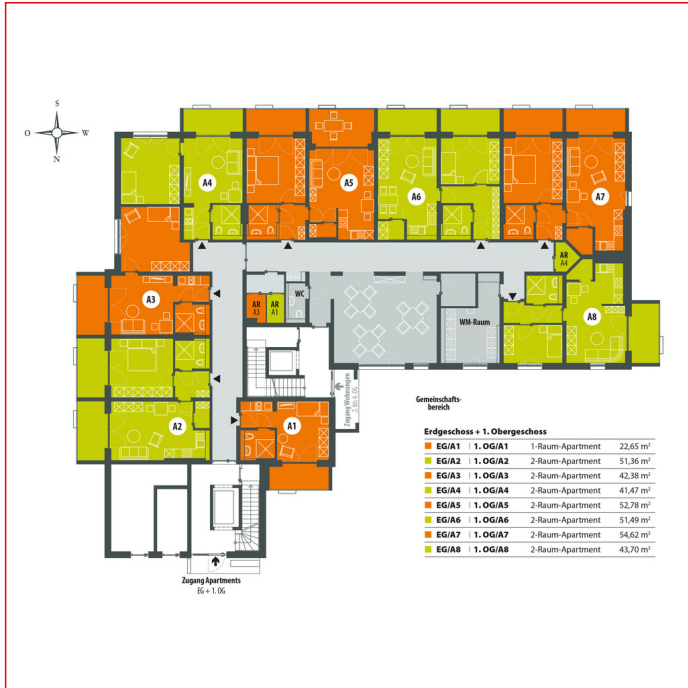 S
O W
N
A4
A5
A6
A7
AR
A4
A3
AR
A3
AR
A1
WC
WM-Raum
A8
Zugang Wohnungen
2. bis 4. OG
A2
A1
Gemeinschafts-
bereich
Erdgeschoss + 1. Obergeschoss
EG/A1 | 1. OG/A1 1-Raum-Apartment 22,65 m²
EG/A2 | 1. OG/A2 2-Raum-Apartment 51,36 m²
EG/A3 | 1. OG/A3 2-Raum-Apartment 42,38 m²
EG/A4 | 1. OG/A4 2-Raum-Apartment 41,47 m²
EG/A5 | 1. OG/A5 2-Raum-Apartment 52,78 m²
EG/A6 | 1. OG/A6 2-Raum-Apartment 51,49 m²
EG/A7 | 1. OG/A7 2-Raum-Apartment 54,62 m²
EG/A8 | 1. OG/A8 2-Raum-Apartment 43,70 m²
Zugang Apartments
EG + 1. OG